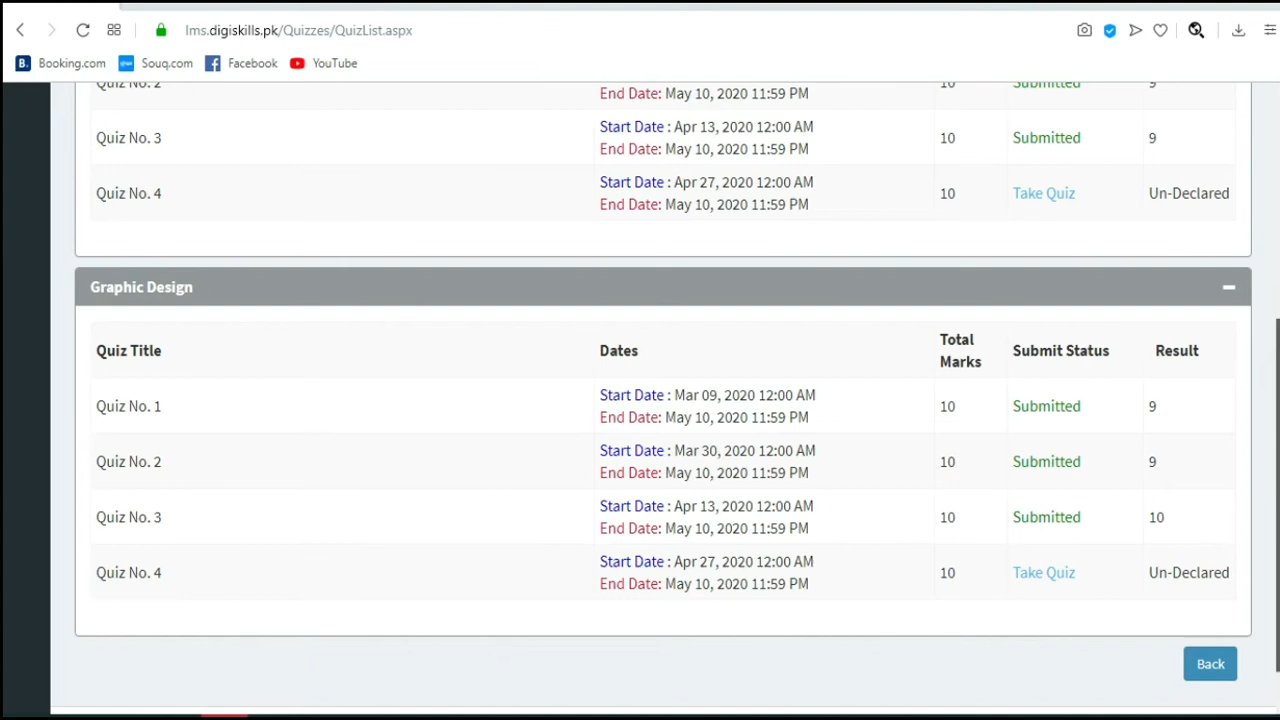 lms.digiskills.pk/Quizzes/QuizList.aspx
B. Booking.com Souq.com Facebook YouTube
Quiz No. 2 10 Submitted 9
End Date: May 10, 2020 11:59 PM
Start Date : Apr 13, 2020 12:00 AM
Quiz No. 3 10 Submitted 9
End Date: May 10, 2020 11:59 PM
Start Date : Apr 27, 2020 12:00 AM
Quiz No. 4 10 Take Quiz Un-Declared
End Date: May 10, 2020 11:59 PM
Graphic Design
Quiz Title Dates Total Marks Submit Status Result
Start Date : Mar 09, 2020 12:00 AM
Quiz No. 1 10 Submitted 9
End Date: May 10, 2020 11:59 PM
Start Date : Mar 30, 2020 12:00 AM
Quiz No. 2 10 Submitted 9
End Date: May 10, 2020 11:59 PM
Start Date : Apr 13, 2020 12:00 AM
Quiz No. 3 10 Submitted 10
End Date: May 10, 2020 11:59 PM
Start Date : Apr 27, 2020 12:00 AM
Quiz No. 4 10 Take Quiz Un-Declared
End Date: May 10, 2020 11:59 PM
Back